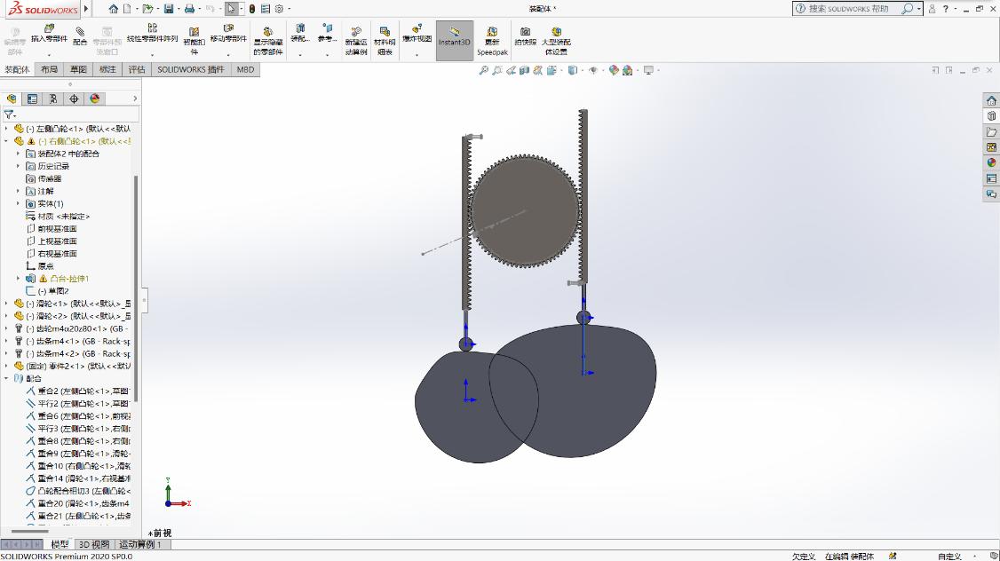 SOLIDWORKS
装配体 *
搜索 SOLIDWORKS 帮助
?
编辑零部件
插入零部件
配合
零部件预览窗口
线性零部件阵列
智能扣件
移动零部件
显示隐藏的零部件
装配...
参考...
新建运动算例
材料明细表
爆炸视图
Instant3D
更新 Speedpak
拍快照
大型装配体设置
装配体 布局 草图 标注 评估 SOLIDWORKS 插件 MBD
(-) 左侧凸轮<1> (默认<<默认
(-) 右侧凸轮<1> (默认<<
装配体2 中的配合
历史记录
传感器
注解
实体(1)
材质 <未指定>
前视基准面
上视基准面
右视基准面
原点
凸台-拉伸1
(-) 草图2
(-) 滑轮<1> (默认<<默认>_显
(-) 滑轮<2> (默认<<默认>_显
(-) 齿轮m4α20z80<1> (GB -
(-) 齿条m4<1> (GB - Rack-sp
(-) 齿条m4<2> (GB - Rack-sp
(固定) 零件2<1> (默认<<默认
配合
重合2 (左侧凸轮<1>,草图
平行2 (左侧凸轮<1>,草图
重合6 (左侧凸轮<1>,前视
平行3 (左侧凸轮<1>,右侧
重合8 (左侧凸轮<1>,右侧
重合9 (左侧凸轮<1>,滑轮
重合10 (右侧凸轮<1>,滑轮
重合14 (滑轮<1>,右视基准
凸轮配合相切3 (左侧凸轮<
重合20 (滑轮<1>,齿条m4
重合21 (左侧凸轮<1>,齿条
Y
X
*前视
模型 3D 视图 运动算例 1
SOLIDWORKS Premium 2020 SP0.0
欠定义 在编辑 装配体 自定义